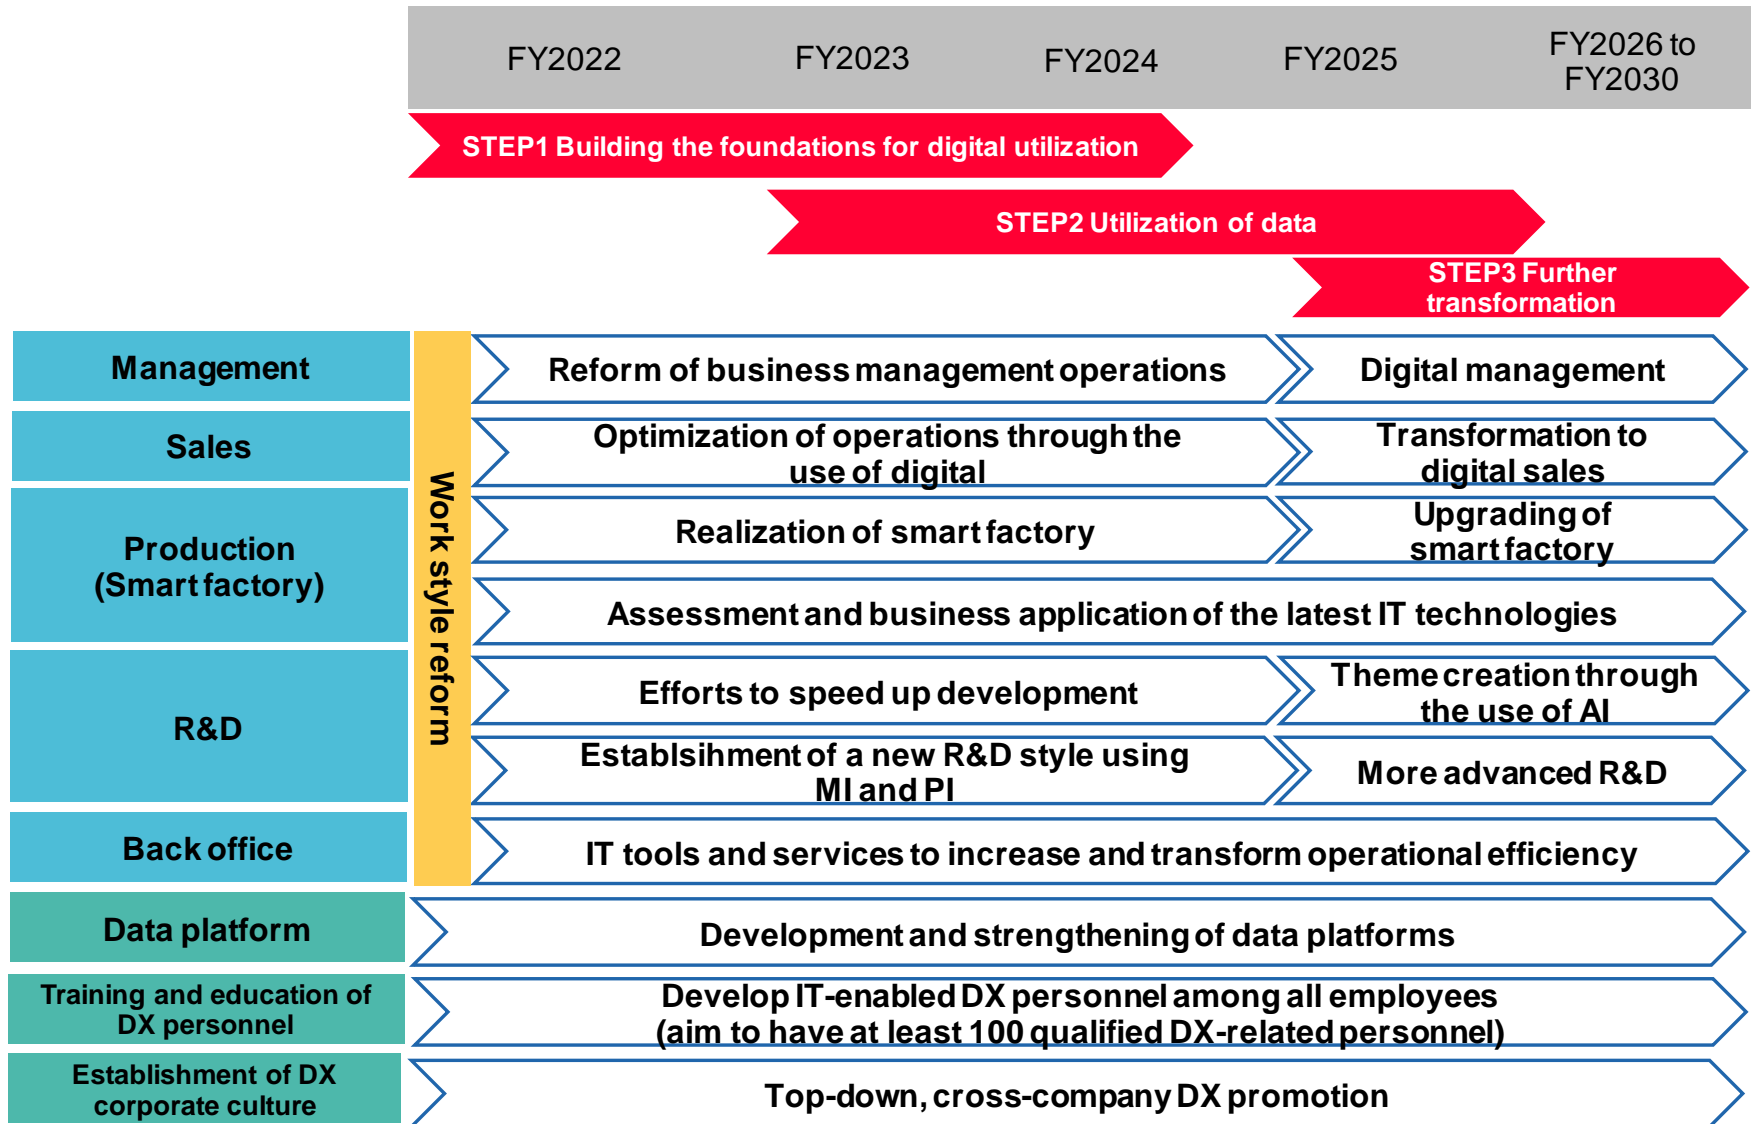 FY2022
FY2023
FY2024
FY2025
FY2026 to
FY2030
STEP1 Building the foundations for digital utilization
STEP2 Utilization of data
STEP3 Further
transformation
Work style reform
Management
Reform of business management operations
Digital management
Sales
Optimization of operations through the
use of digital
Transformation to
digital sales
Production
(Smart factory)
Realization of smart factory
Upgrading of
smart factory
Assessment and business application of the latest IT technologies
R&D
Efforts to speed up development
Theme creation through
the use of AI
Establsihment of a new R&D style using
MI and PI
More advanced R&D
Back office
IT tools and services to increase and transform operational efficiency
Data platform
Development and strengthening of data platforms
Training and education of
DX personnel
Develop IT-enabled DX personnel among all employees
(aim to have at least 100 qualified DX-related personnel)
Establishment of DX
corporate culture
Top-down, cross-company DX promotion